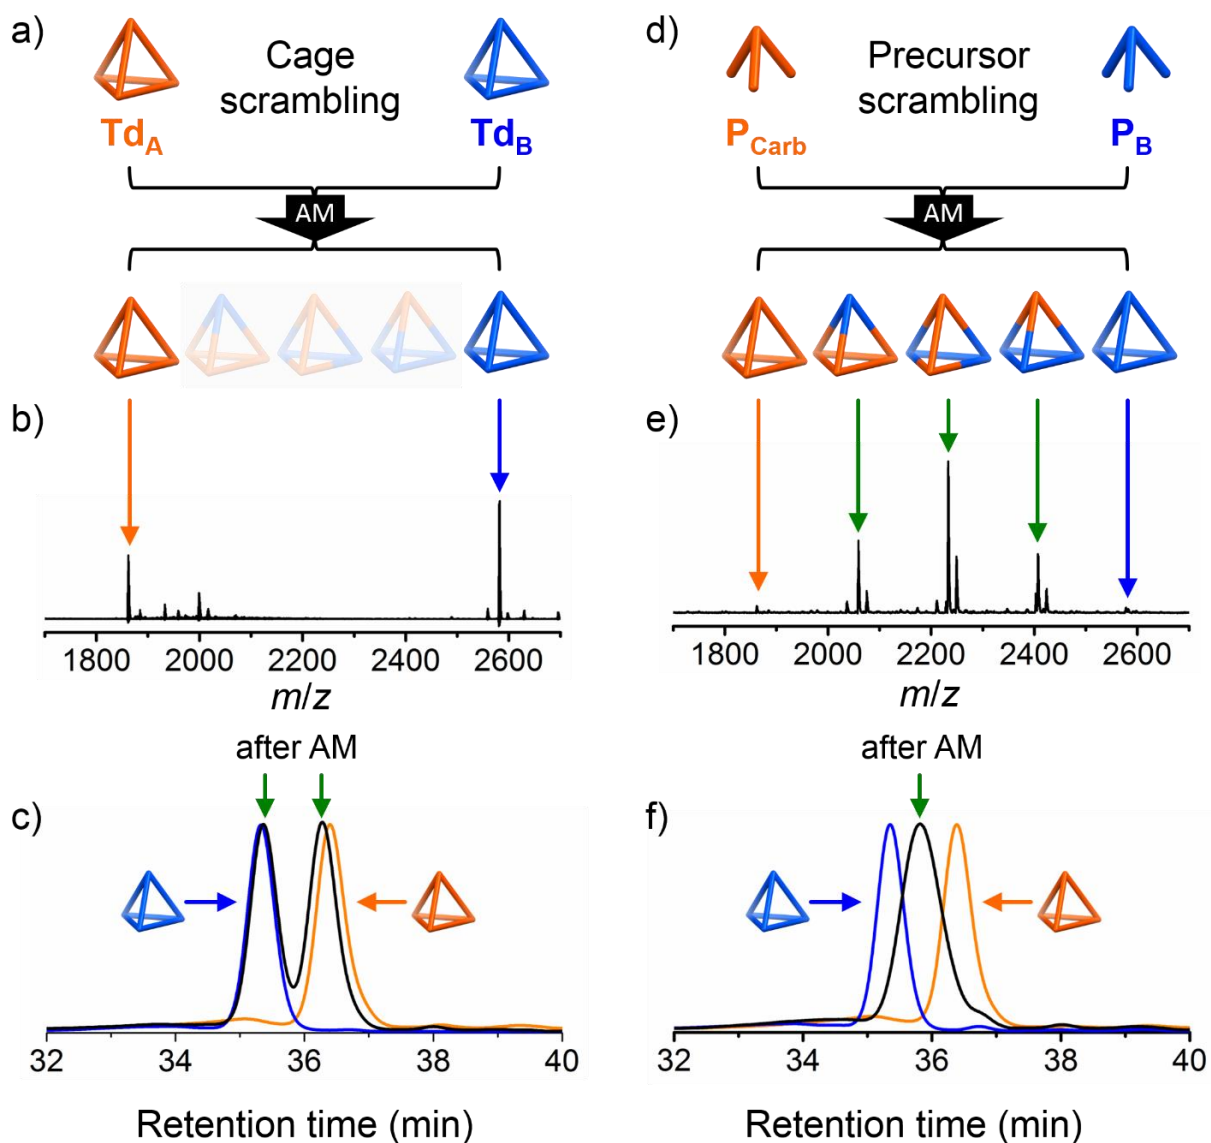 a)
Cage
scrambling
Td_A
Td_B
AM
b)
1800 2000 2200 2400 2600
m/z
after AM
c)
32 34 36 38 40
Retention time (min)
d)
Precursor
scrambling
P_Carb
P_B
AM
e)
1800 2000 2200 2400 2600
m/z
after AM
f)
32 34 36 38 40
Retention time (min)